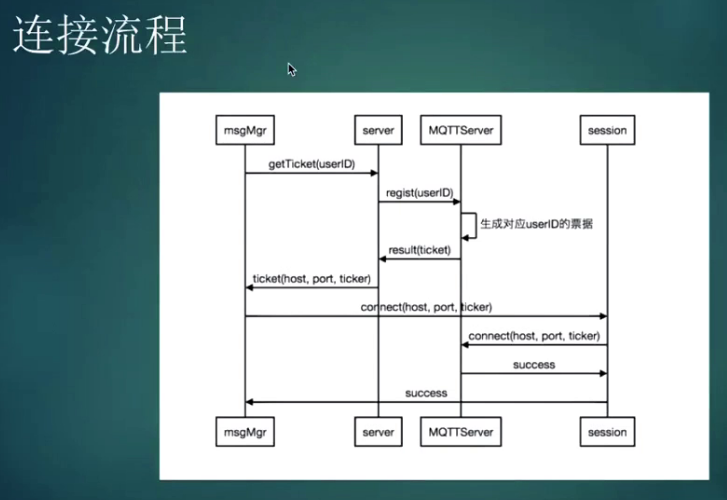 连接流程
msgMgr
server
MQTTServer
session
getTicket(userID)
regist(userID)
生成对应userID的票据
result(ticket)
ticket(host, port, ticker)
connect(host, port, ticker)
connect(host, port, ticker)
success
success
msgMgr
server
MQTTServer
session